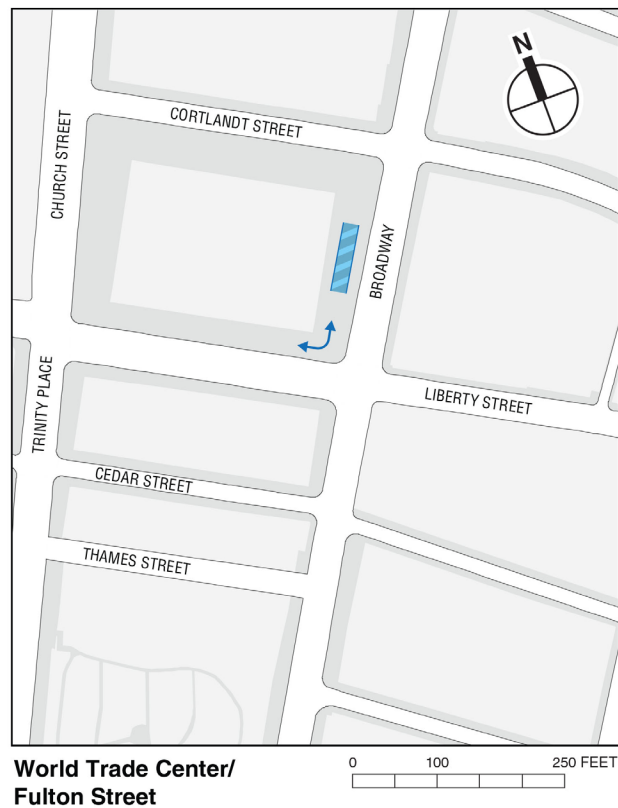 N
CORTLANDT STREET
CHURCH STREET
BROADWAY
TRINITY PLACE
LIBERTY STREET
CEDAR STREET
THAMES STREET
World Trade Center/
Fulton Street
0 100 250 FEET